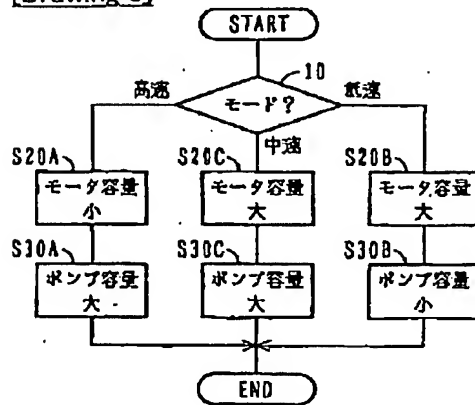 START
10
モード?
高速
低速
中速
S20A
モータ容量
小
S20C
モータ容量
大
S20B
モータ容量
大
S30A
ポンプ容量
大
S30C
ポンプ容量
大
S30B
ポンプ容量
小
END